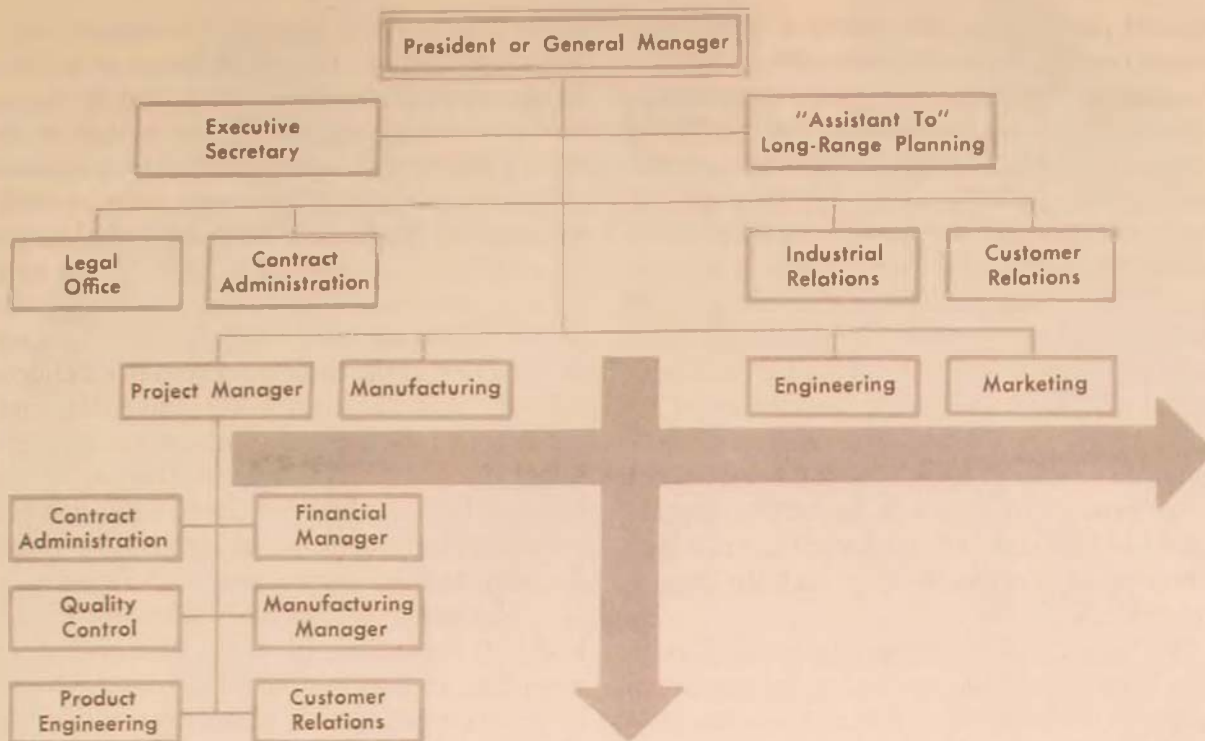 President or General Manager
Executive
Secretary
"Assistant To"
Long-Range Planning
Legal
Office
Contract
Administration
Industrial
Relations
Customer
Relations
Project Manager
Manufacturing
Engineering
Marketing
Contract
Administration
Financial
Manager
Quality
Control
Manufacturing
Manager
Product
Engineering
Customer
Relations